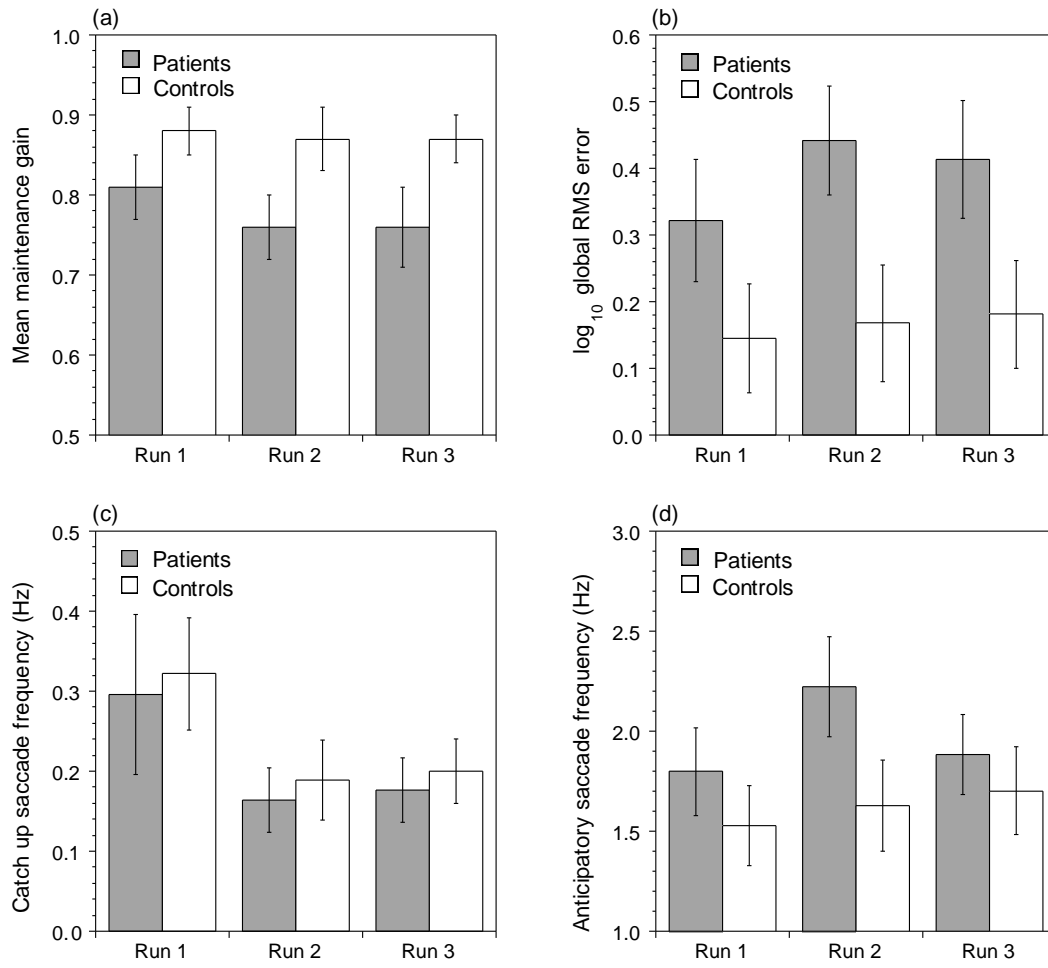 (a)
Mean maintenance gain
1.0
0.9
0.8
0.7
0.6
0.5
Patients
Controls
Run 1 Run 2 Run 3
(b)
log10 global RMS error
0.6
0.5
0.4
0.3
0.2
0.1
0.0
Patients
Controls
Run 1 Run 2 Run 3
(c)
Catch up saccade frequency (Hz)
0.5
0.4
0.3
0.2
0.1
0.0
Patients
Controls
Run 1 Run 2 Run 3
(d)
Anticipatory saccade frequency (Hz)
3.0
2.5
2.0
1.5
1.0
Patients
Controls
Run 1 Run 2 Run 3